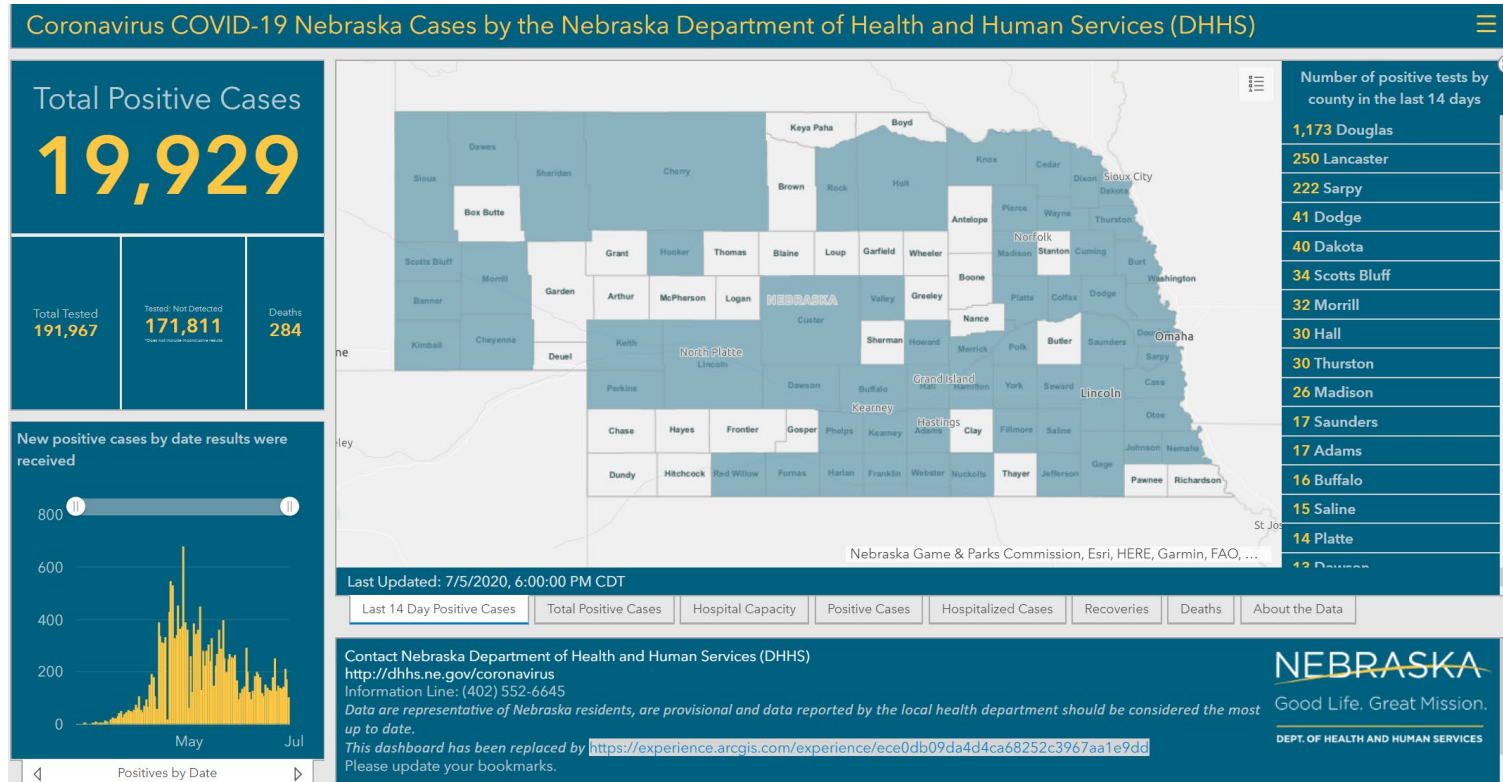 Coronavirus COVID-19 Nebraska Cases by the Nebraska Department of Health and Human Services (DHHS)
Total Positive Cases
19,929
Total Tested
191,967
Tested: Not Detected
171,811
*Does not include inconclusive results
Deaths
284
New positive cases by date results were
received
800
600
400
200
0
May
Jul
Positives by Date
Keya Paha
Boyd
Dawes
Sioux
Sheridan
Cherry
Brown
Rock
Holt
Knox
Cedar
Dixon
Sioux City
Dakota
Box Butte
Antelope
Pierce
Wayne
Thurston
Norfolk
Scotts Bluff
Grant
Hooker
Thomas
Blaine
Loup
Garfield
Wheeler
Madison
Stanton
Cuming
Burt
Morrill
Boone
Washington
Banner
Garden
Arthur
McPherson
Logan
NEBRASKA
Valley
Greeley
Platte
Colfax
Dodge
Custer
Nance
Kimball
Cheyenne
Keith
Sherman
Howard
Merrick
Polk
Butler
Saunders
Omaha
ne
Deuel
North Platte
Lincoln
Sarpy
Perkins
Dawson
Buffalo
Grand Island
Hall
Hamilton
York
Seward
Lincoln
Cass
Kearney
Otoe
ley
Chase
Hayes
Frontier
Gosper
Phelps
Kearney
Hastings
Adams
Clay
Fillmore
Saline
Johnson
Nemaha
Dundy
Hitchcock
Red Willow
Furnas
Harlan
Franklin
Webster
Nuckolls
Thayer
Jefferson
Gage
Pawnee
Richardson
St Jos
Nebraska Game & Parks Commission, Esri, HERE, Garmin, FAO, ...
Last Updated: 7/5/2020, 6:00:00 PM CDT
Last 14 Day Positive Cases
Total Positive Cases
Hospital Capacity
Positive Cases
Hospitalized Cases
Recoveries
Deaths
About the Data
Number of positive tests by
county in the last 14 days
1,173 Douglas
250 Lancaster
222 Sarpy
41 Dodge
40 Dakota
34 Scotts Bluff
32 Morrill
30 Hall
30 Thurston
26 Madison
17 Saunders
17 Adams
16 Buffalo
15 Saline
14 Platte
13 Dawson
Contact Nebraska Department of Health and Human Services (DHHS)
http://dhhs.ne.gov/coronavirus
Information Line: (402) 552-6645
Data are representative of Nebraska residents, are provisional and data reported by the local health department should be considered the most
up to date.
This dashboard has been replaced by https://experience.arcgis.com/experience/ece0db09da4d4ca68252c3967aa1e9dd
Please update your bookmarks.
NEBRASKA
Good Life. Great Mission.
DEPT. OF HEALTH AND HUMAN SERVICES